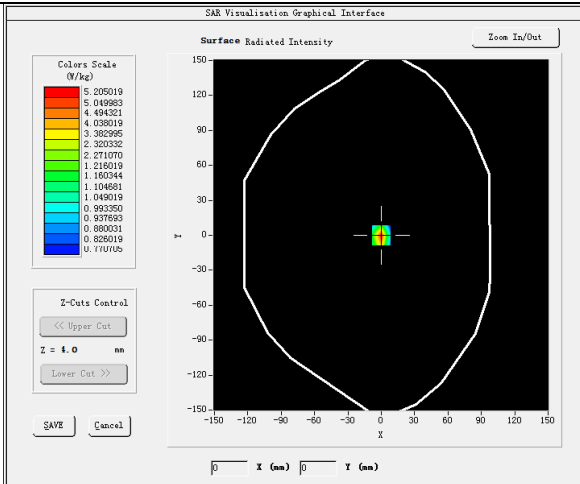 SAR Visualisation Graphical Interface
Surface Radiated Intensity
Zoom In/Out
Colors Scale
(W/kg)
5.205019
5.049983
4.494321
4.038019
3.382995
2.320332
2.271070
1.216019
1.160344
1.104681
1.049019
0.993350
0.937693
0.880031
0.826019
0.770705
Z-Cuts Control
<< Upper Cut
Z = 4.0 mm
Lower Cut >>
SAVE Cancel
150
120
90
60
30
0
-30
-60
-90
-120
-150
Y
-150 -120 -90 -60 -30 0 30 60 90 120 150
X
0 X (mm) 0 Y (mm)